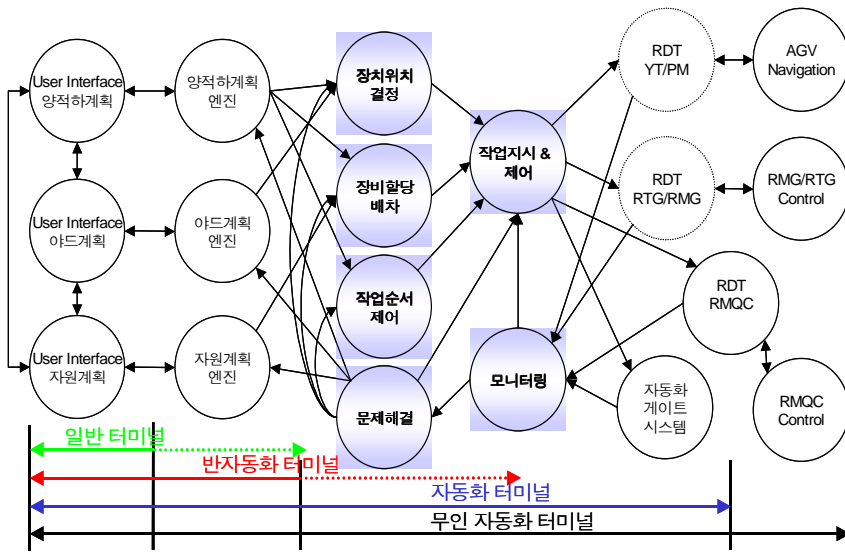 User Interface
양적하계획
User Interface
야드계획
User Interface
자원계획
양적하계획
엔진
야드계획
엔진
자원계획
엔진
장치위치
결정
장비할당
배차
작업순서
제어
문제해결
작업지시 &
제어
모니터링
RDT
YT/PM
RDT
RTG/RMG
RDT
RMQC
자동화
게이트
시스템
AGV
Navigation
RMG/RTG
Control
RMQC
Control
일반 터미널
반자동화 터미널
자동화 터미널
무인 자동화 터미널